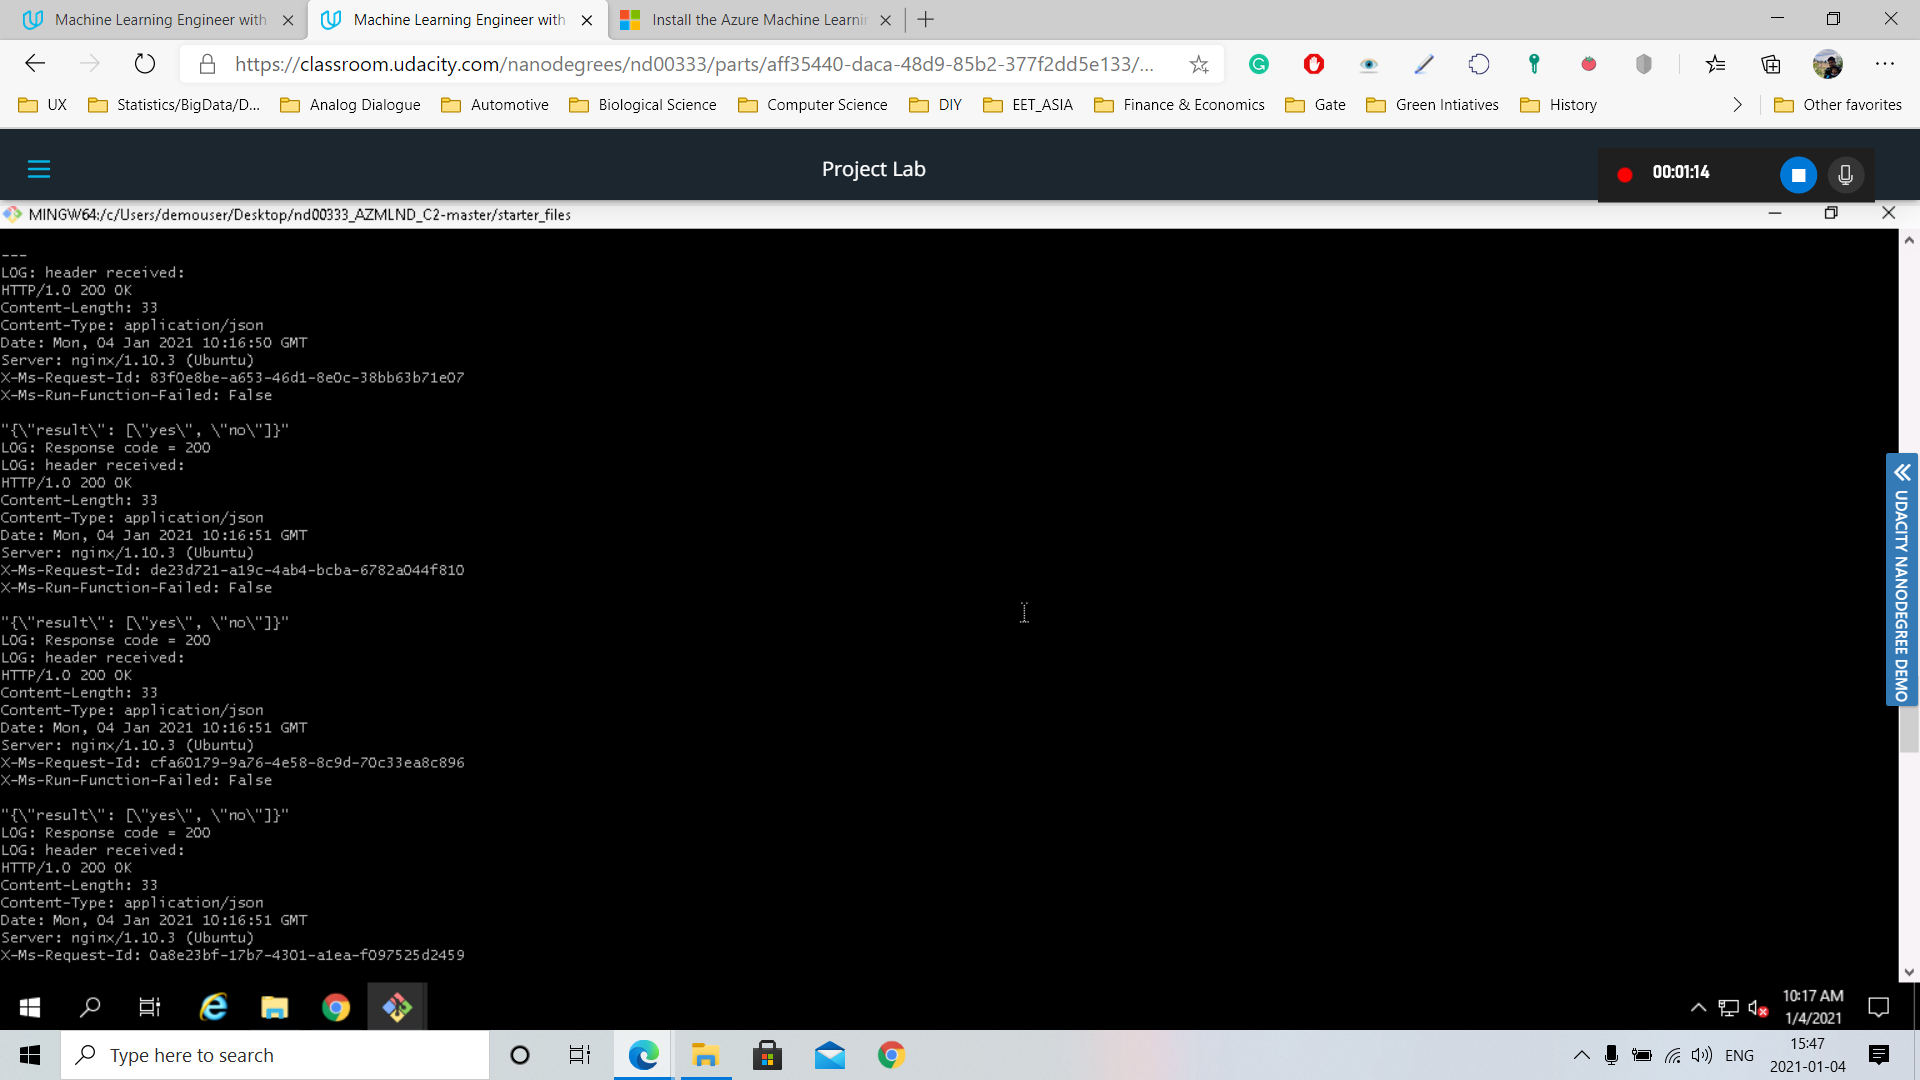 Machine Learning Engineer with
Machine Learning Engineer with
Install the Azure Machine Learni
https://classroom.udacity.com/nanodegrees/nd00333/parts/aff35440-daca-48d9-85b2-377f2dd5e133/...
UX
Statistics/BigData/D...
Analog Dialogue
Automotive
Biological Science
Computer Science
DIY
EET_ASIA
Finance & Economics
Gate
Green Intiatives
History
Other favorites
Project Lab
00:01:14
MINGW64:/c/Users/demouser/Desktop/nd00333_AZMLND_C2-master/starter_files
---
LOG: header received:
HTTP/1.0 200 OK
Content-Length: 33
Content-Type: application/json
Date: Mon, 04 Jan 2021 10:16:50 GMT
Server: nginx/1.10.3 (Ubuntu)
X-Ms-Request-Id: 83f0e8be-a653-46d1-8e0c-38bb63b71e07
X-Ms-Run-Function-Failed: False
"{\"result\": [\"yes\", \"no\"]}"
LOG: Response code = 200
LOG: header received:
HTTP/1.0 200 OK
Content-Length: 33
Content-Type: application/json
Date: Mon, 04 Jan 2021 10:16:51 GMT
Server: nginx/1.10.3 (Ubuntu)
X-Ms-Request-Id: de23d721-a19c-4ab4-bcba-6782a044f810
X-Ms-Run-Function-Failed: False
"{\"result\": [\"yes\", \"no\"]}"
LOG: Response code = 200
LOG: header received:
HTTP/1.0 200 OK
Content-Length: 33
Content-Type: application/json
Date: Mon, 04 Jan 2021 10:16:51 GMT
Server: nginx/1.10.3 (Ubuntu)
X-Ms-Request-Id: cfa60179-9a76-4e58-8c9d-70c33ea8c896
X-Ms-Run-Function-Failed: False
"{\"result\": [\"yes\", \"no\"]}"
LOG: Response code = 200
LOG: header received:
HTTP/1.0 200 OK
Content-Length: 33
Content-Type: application/json
Date: Mon, 04 Jan 2021 10:16:51 GMT
Server: nginx/1.10.3 (Ubuntu)
X-Ms-Request-Id: 0a8e23bf-17b7-4301-a1ea-f097525d2459
UDACITY NANODEGREE DEMO
10:17 AM
1/4/2021
Type here to search
ENG
15:47
2021-01-04